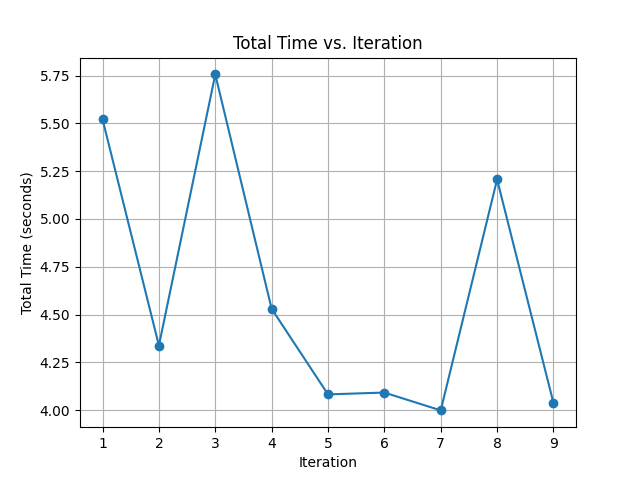 Total Time vs. Iteration
Total Time (seconds)
5.75
5.50
5.25
5.00
4.75
4.50
4.25
4.00
1 2 3 4 5 6 7 8 9
Iteration